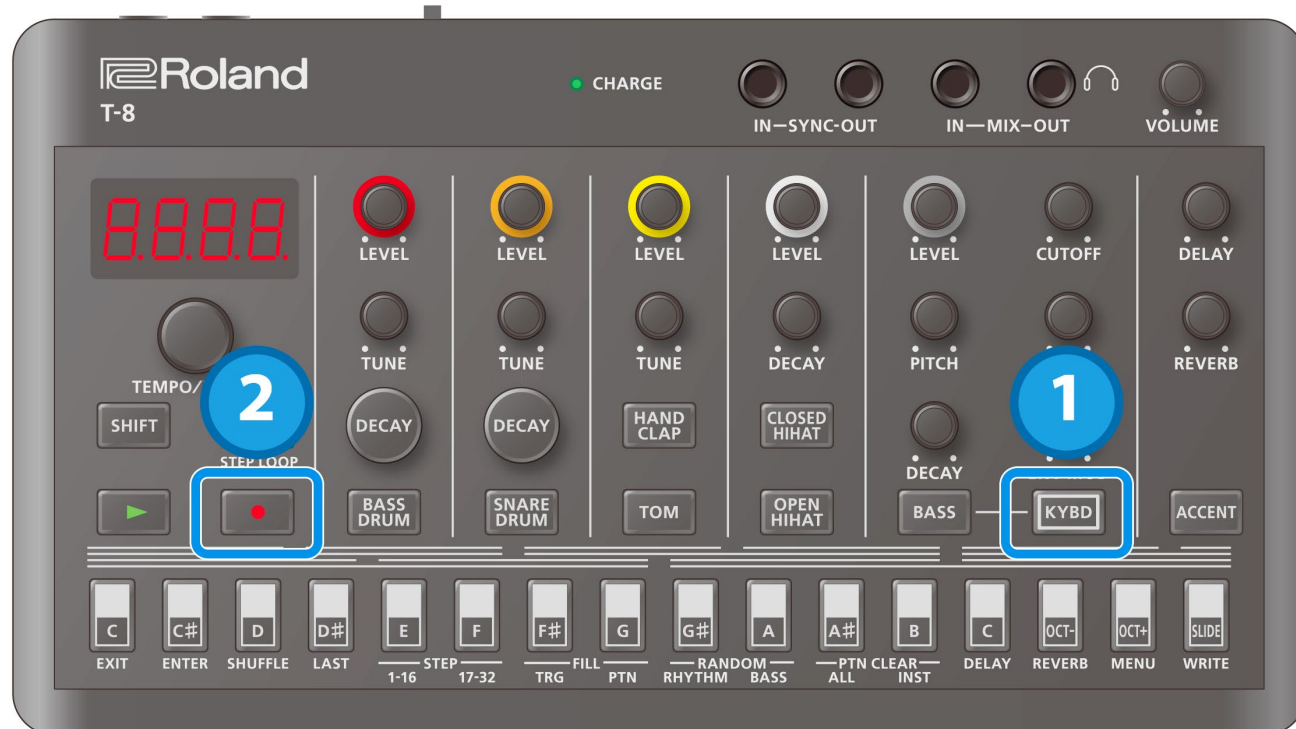 Roland
T-8
CHARGE
IN-SYNC-OUT
IN-MIX-OUT
VOLUME
8.8.8.8.
LEVEL
LEVEL
LEVEL
LEVEL
LEVEL
CUTOFF
DELAY
TEMPO/
TUNE
TUNE
TUNE
DECAY
PITCH
REVERB
2
1
SHIFT
DECAY
DECAY
HAND CLAP
CLOSED HIHAT
DECAY
STEP LOOP
BASS DRUM
SNARE DRUM
TOM
OPEN HIHAT
BASS
KYBD
ACCENT
C
C#
D
D#
E
F
F#
G
G#
A
A#
B
C
OCT-
OCT+
SLIDE
EXIT
ENTER
SHUFFLE
LAST
STEP
1-16
17-32
FILL
TRG
PTN
RANDOM
RHYTHM
BASS
PTN CLEAR
ALL
INST
DELAY
REVERB
MENU
WRITE